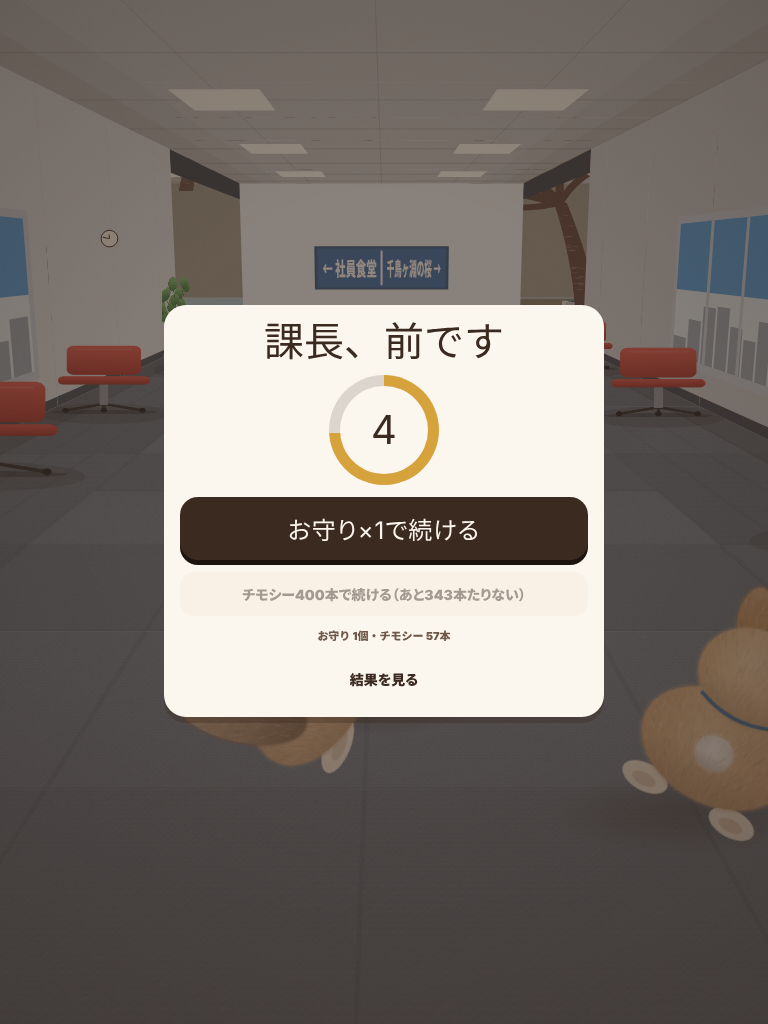 ←社員食堂 千鳥ヶ淵の桜→
課長、前です
4
お守り×1で続ける
チモシー400本で続ける(あと343本たりない)
お守り 1個・チモシー 57本
結果を見る